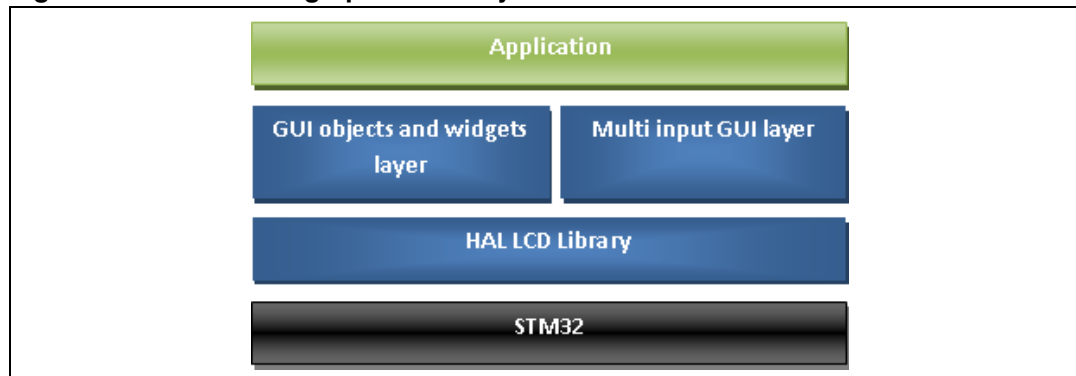 Application
GUI objects and widgets
layer
Multi input GUI layer
HAL LCD Library
STM32